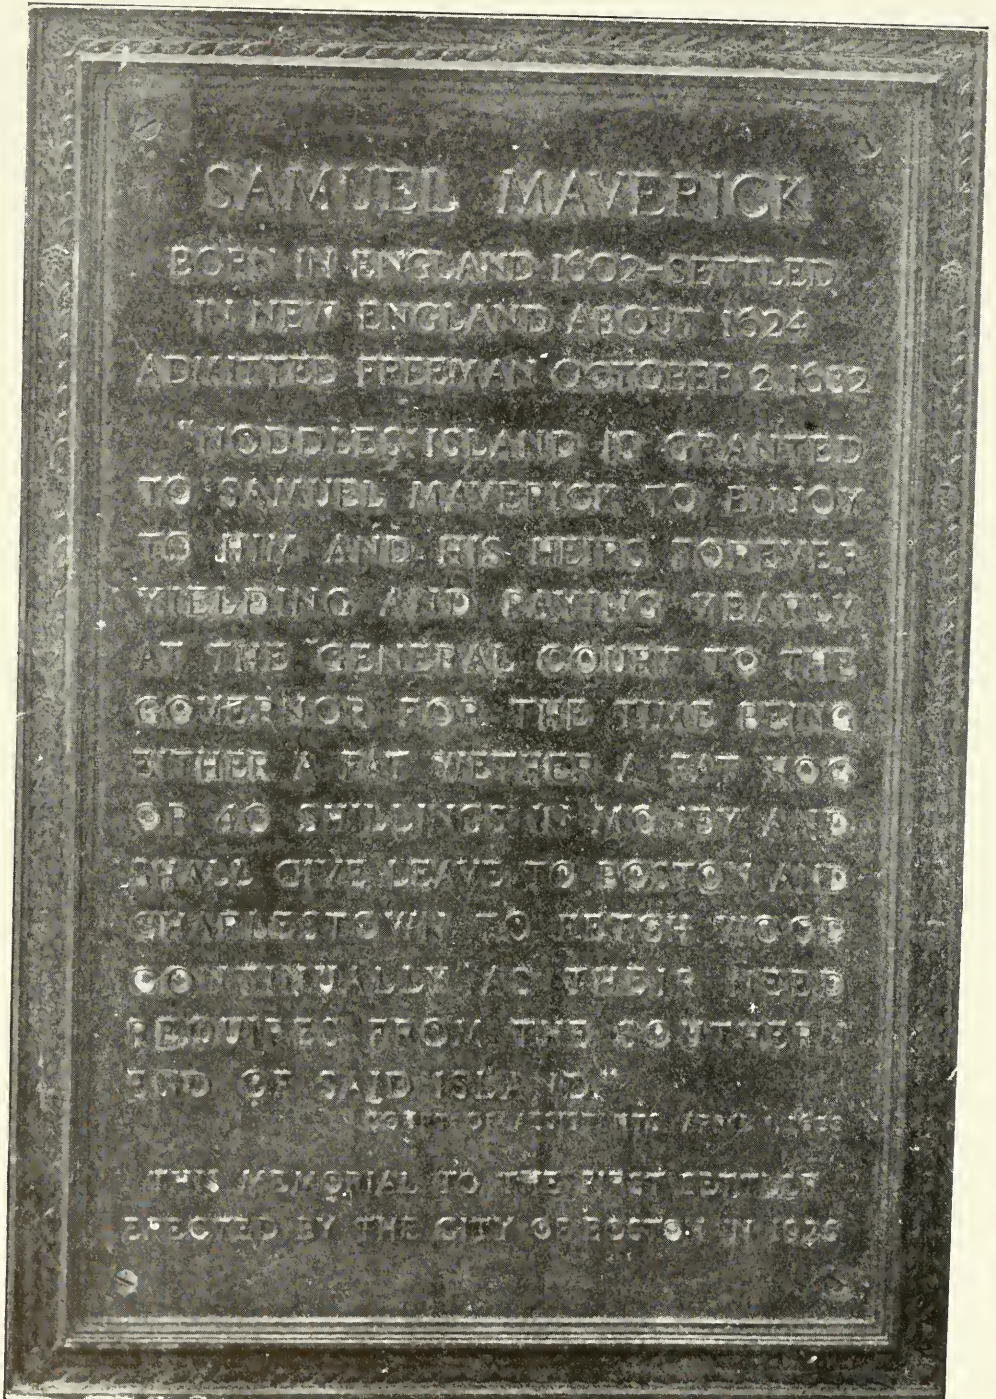 SAMUEL MAVERICK
BORN IN ENGLAND 1602-SETTLED
IN NEW ENGLAND ABOUT 1624
ADMITTED FREEMAN OCTOBER 2 1632
"NODDLES ISLAND IS GRANTED
TO SAMUEL MAVERICK TO ENJOY
TO HIM AND HIS HEIRS FOREVER
YIELDING AND PAYING YEARLY
AT THE GENERAL COURT TO THE
GOVERNOR FOR THE TIME BEING
EITHER A FAT WETHER A FAT HOG
OR 40 SHILLINGS IN MONEY AND
SHALL GIVE LEAVE TO BOSTON AND
CHARLESTOWN TO FETCH WOOD
CONTINUALLY AS THEIR NEED
REQUIRES FROM THE SOUTHERN
END OF SAID ISLAND."
THIS MEMORIAL TO THE FIRST SETTLER
ERECTED BY THE CITY OF BOSTON IN